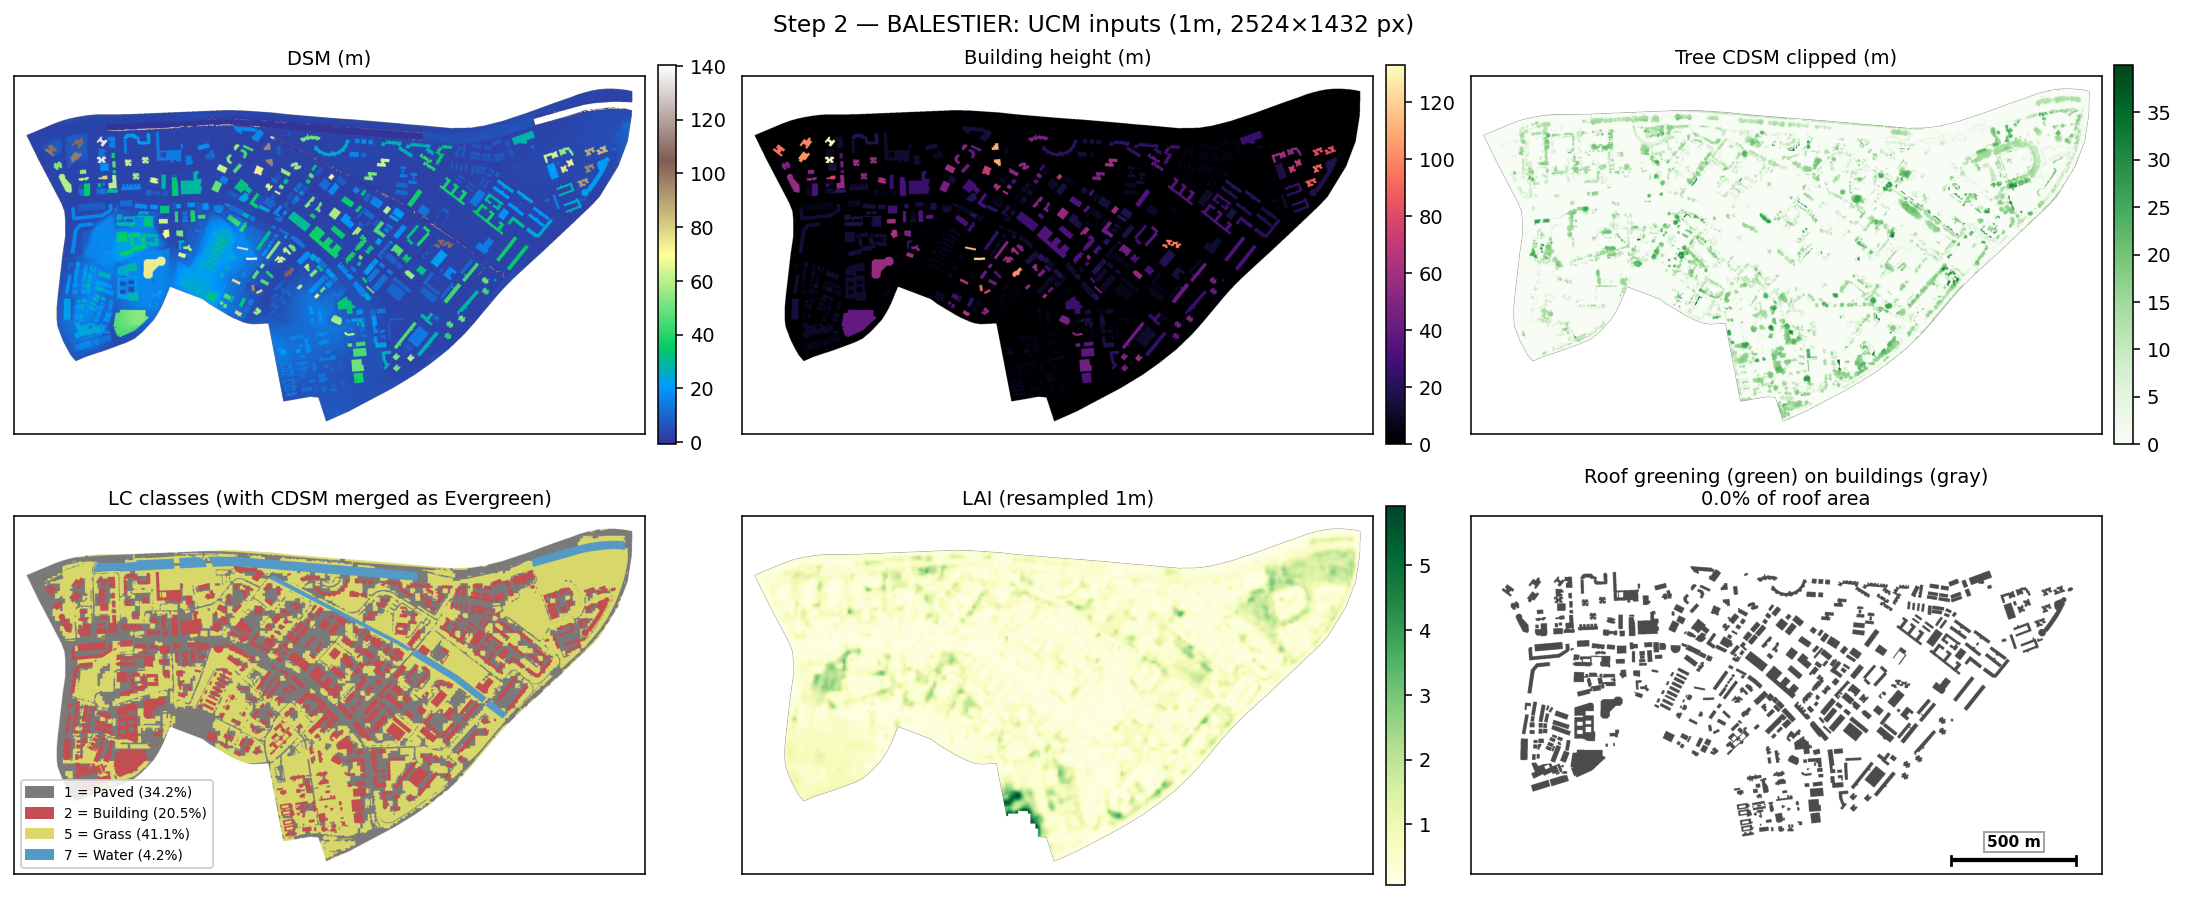 Step 2 — BALESTIER: UCM inputs (1m, 2524×1432 px)
DSM (m)
140
120
100
80
60
40
20
0
Building height (m)
120
100
80
60
40
20
0
Tree CDSM clipped (m)
35
30
25
20
15
10
5
0
LC classes (with CDSM merged as Evergreen)
1 = Paved (34.2%)
2 = Building (20.5%)
5 = Grass (41.1%)
7 = Water (4.2%)
LAI (resampled 1m)
5
4
3
2
1
Roof greening (green) on buildings (gray)
0.0% of roof area
500 m